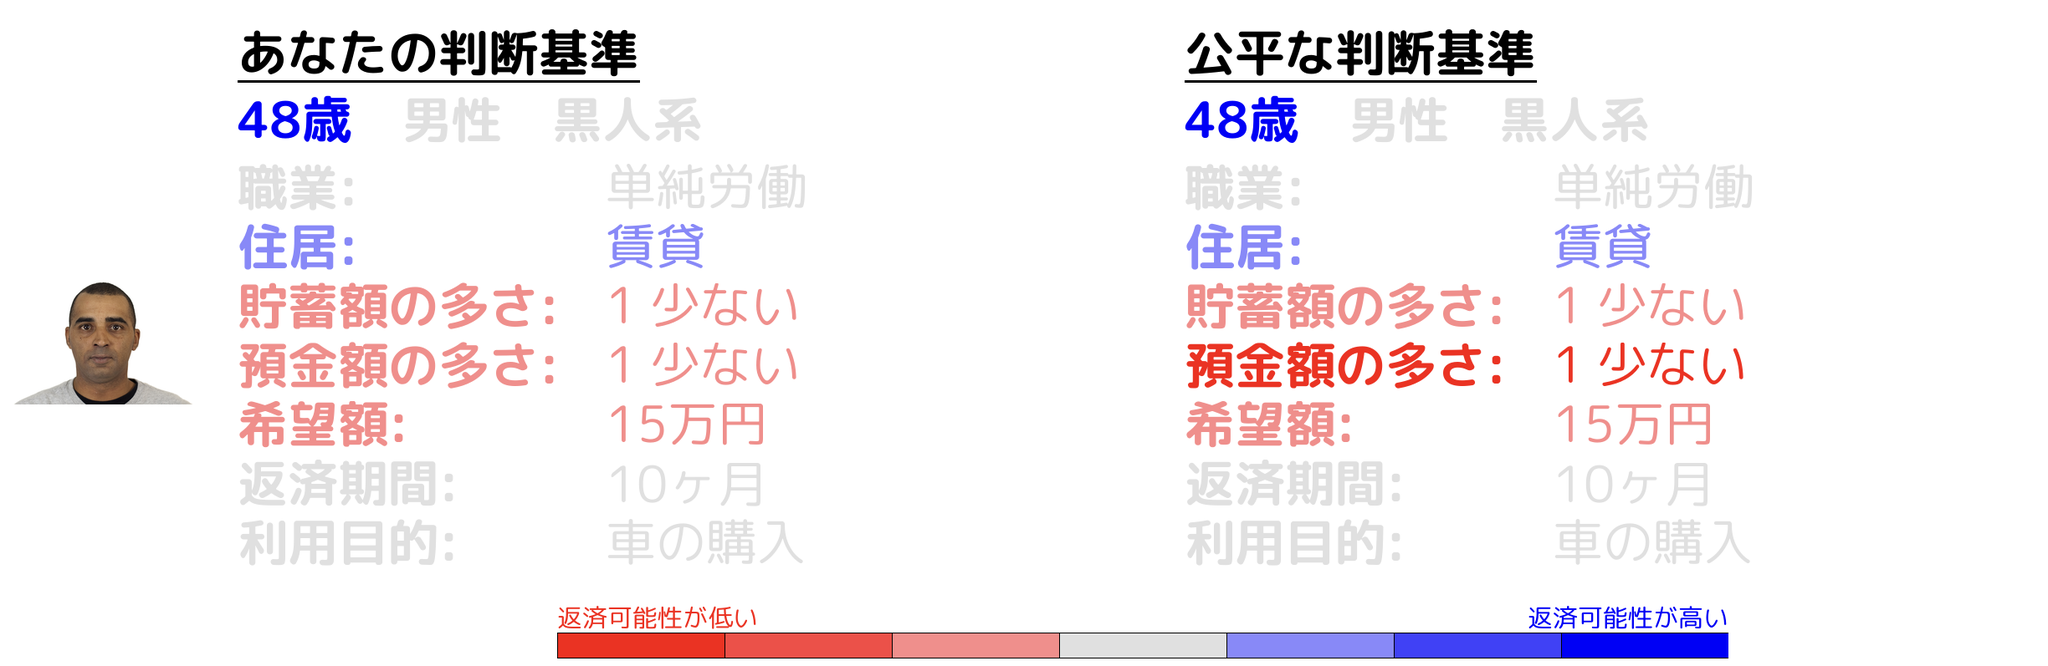 あなたの判断基準
48歳 男性 黒人系
職業: 単純労働
住居: 賃貸
貯蓄額の多さ: 1 少ない
預金額の多さ: 1 少ない
希望額: 15万円
返済期間: 10ヶ月
利用目的: 車の購入
公平な判断基準
48歳 男性 黒人系
職業: 単純労働
住居: 賃貸
貯蓄額の多さ: 1 少ない
預金額の多さ: 1 少ない
希望額: 15万円
返済期間: 10ヶ月
利用目的: 車の購入
返済可能性が低い
返済可能性が高い